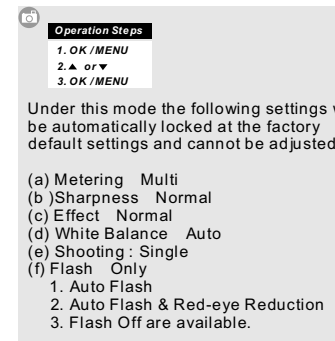 Operation Steps
1. OK /MENU
2.▲ or▼
3. OK /MENU
Under this mode the following settings
be automatically locked at the factory
default settings and cannot be adjusted
(a) Metering Multi
(b )Sharpness Normal
(c) Effect Normal
(d) White Balance Auto
(e) Shooting : Single
(f) Flash Only
1. Auto Flash
2. Auto Flash & Red-eye Reduction
3. Flash Off are available.